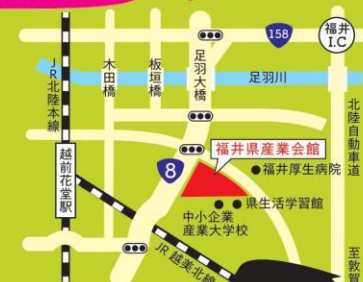 158
福井
I.C
木田橋
板垣橋
足羽大橋
足羽川
JR北陸本線
北陸自動車道
福井県産業会館
8
福井厚生病院
越前花堂駅
県生活学習館
中小企業
産業大学校
JR 越美北線
至敦賀